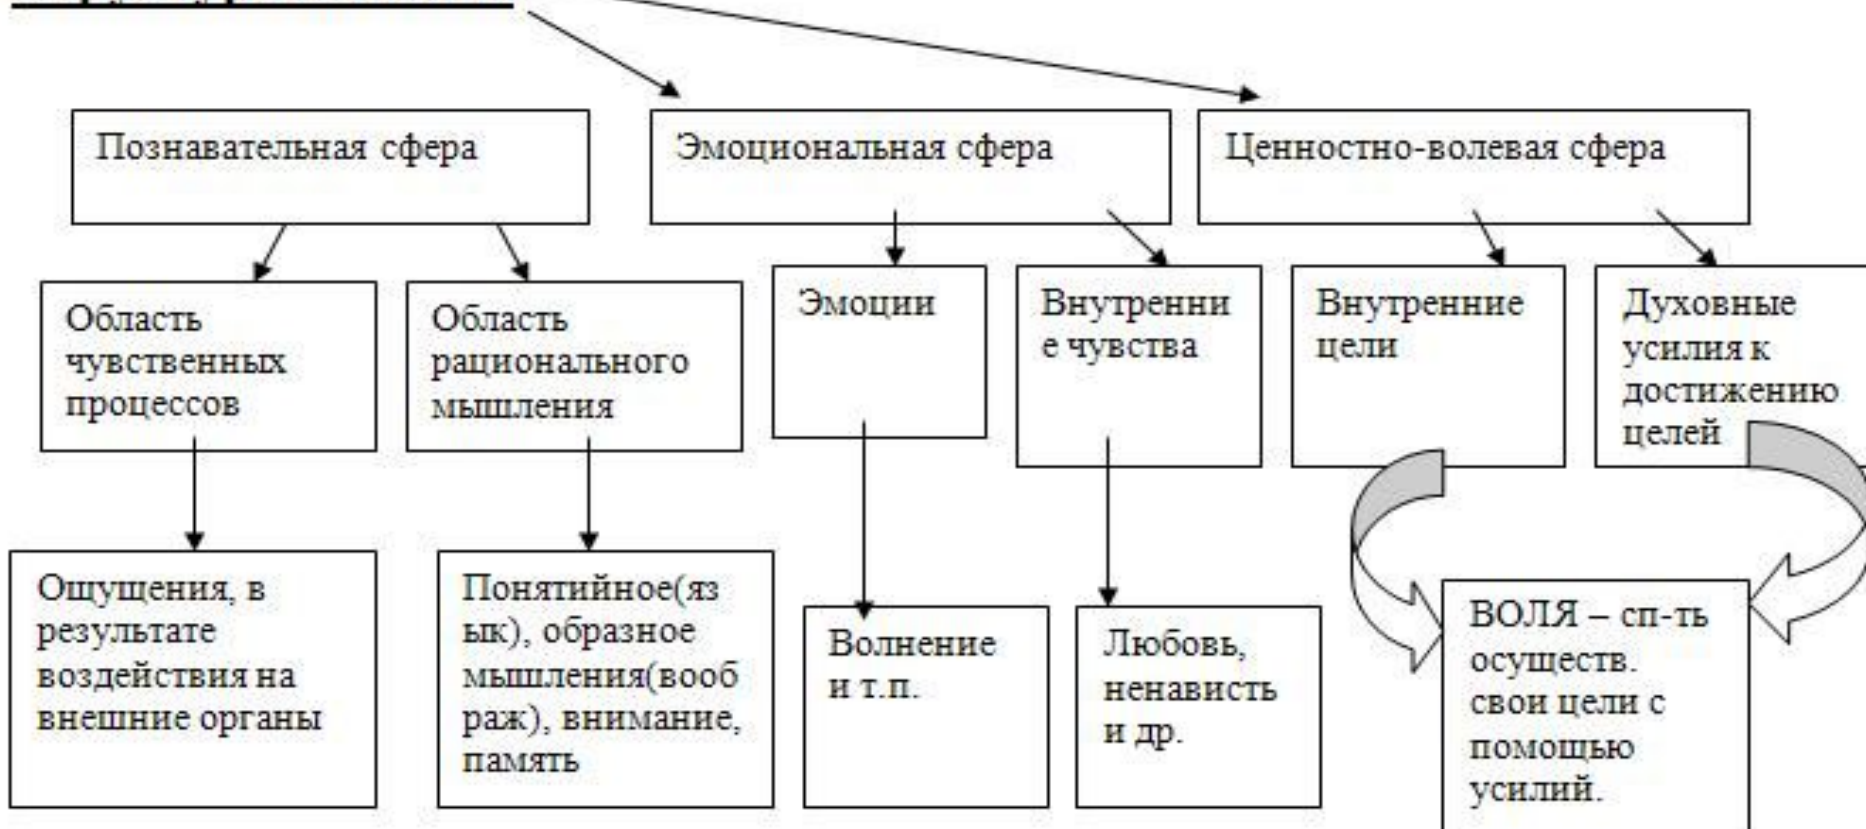 Познавательная сфера
Эмоциональная сфера
Ценностно-волевая сфера
Область
чувственных
процессов
Область
рационального
мышления
Эмоции
Внутренни
е чувства
Внутренние
цели
Духовные
усилия к
достижению
целей
Ощущения, в
результате
воздействия на
внешние органы
Понятийное(яз
ык), образное
мышления(вооб
раж), внимание,
память
Волнение
и т.п.
Любовь,
ненависть
и др.
ВОЛЯ – сп-ть
осуществ.
свои цели с
помощью
усилий.